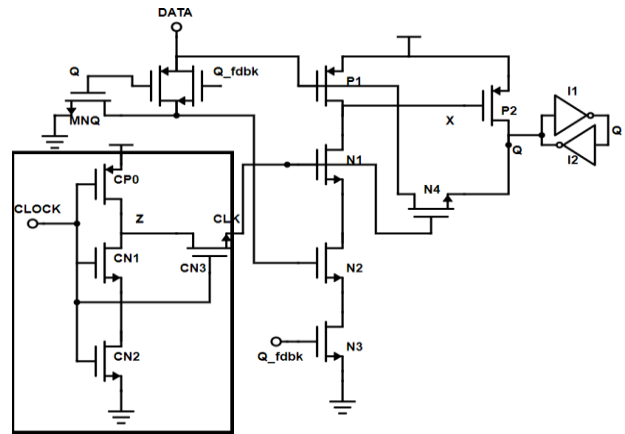 DATA
Q
Q_fdbk
P1
I1
P2
MNQ
X
Q
Q
I2
CP0
N1
CLOCK
Z
CLK
N4
CN1
CN3
N2
CN2
N3
Q_fdbk